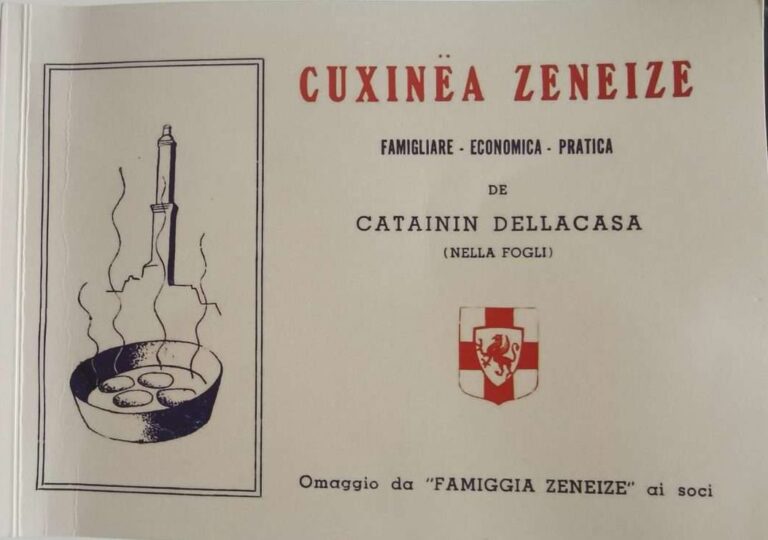 CUXINËA ZENEIZE
FAMIGLIARE - ECONOMICA - PRATICA
DE
CATAININ DELLACASA
(NELLA FOGLI)
Omaggio da "FAMIGGIA ZENEIZE" ai soci